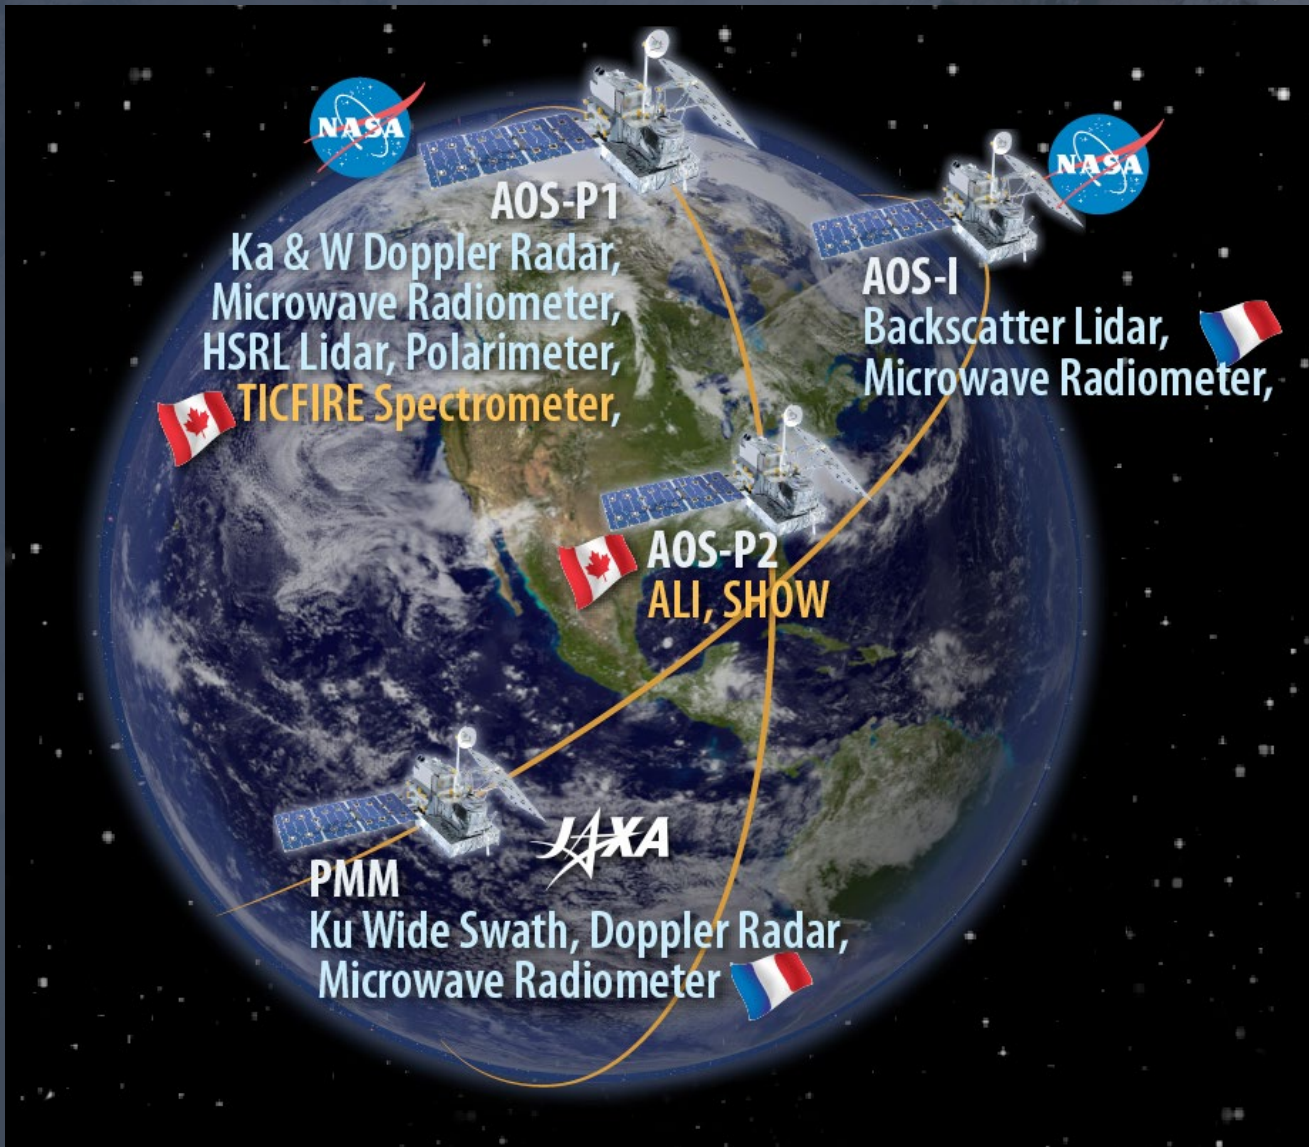 NASA
AOS-P1
Ka & W Doppler Radar,
Microwave Radiometer,
HSRL Lidar, Polarimeter,
TICFIRE Spectrometer,
NASA
AOS-I
Backscatter Lidar,
Microwave Radiometer,
AOS-P2
ALI, SHOW
JAXA
PMM
Ku Wide Swath, Doppler Radar,
Microwave Radiometer